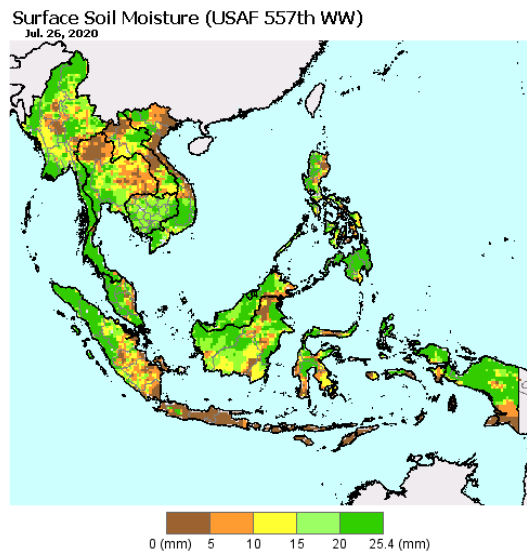 Surface Soil Moisture (USAF 557th WW)
Jul. 26, 2020
0 (mm) 5 10 15 20 25.4 (mm)